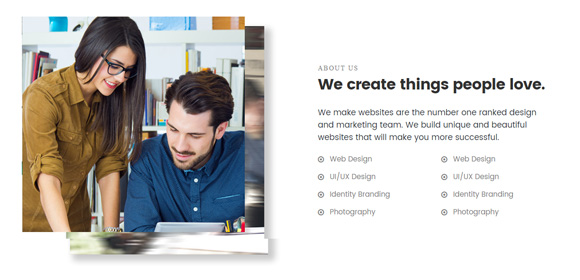 ABOUT US
We create things people love.
We make websites are the number one ranked design
and marketing team. We build unique and beautiful
websites that will make you more successful.
Web Design
Web Design
UI/UX Design
UI/UX Design
Identity Branding
Identity Branding
Photography
Photography